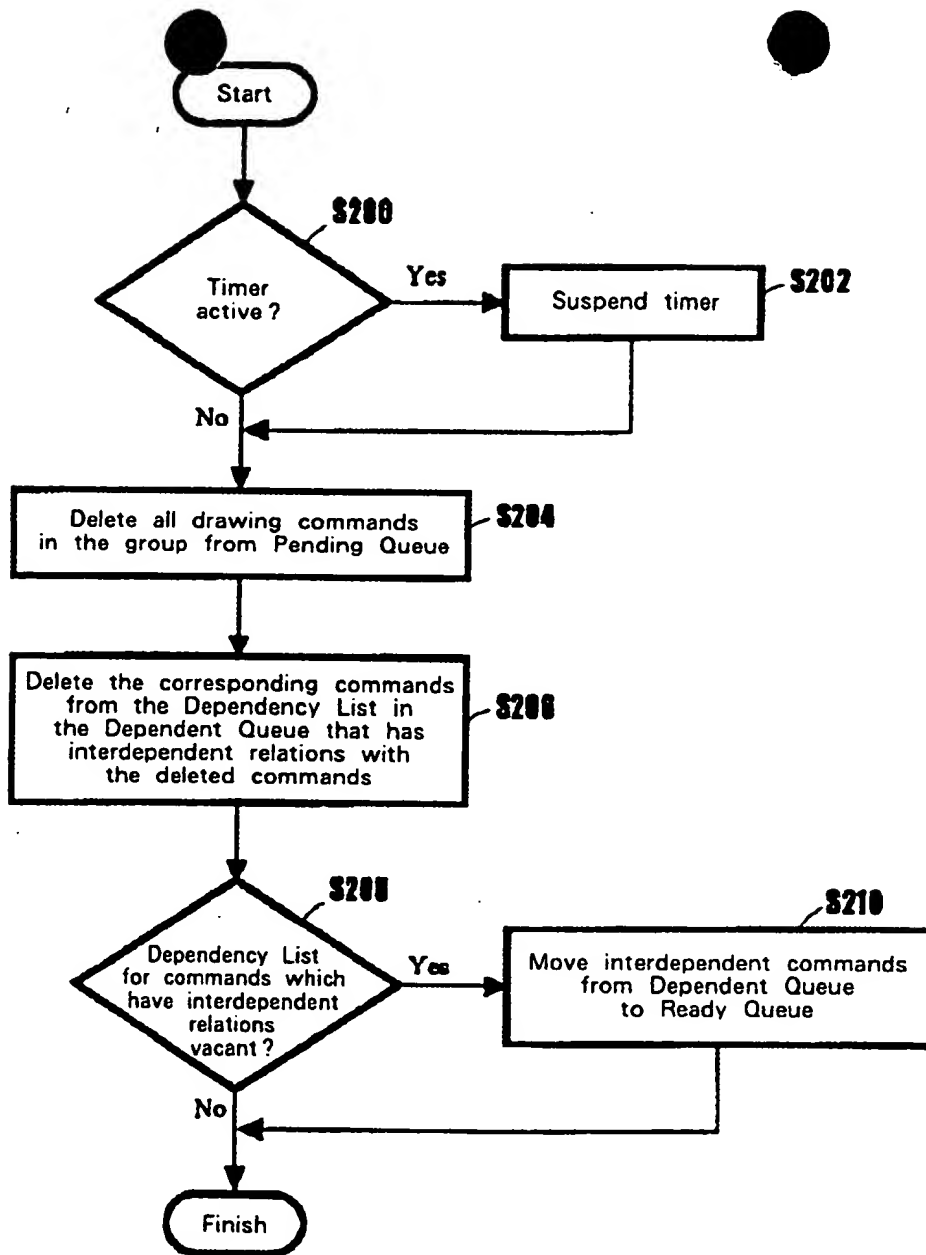 Start
S200
Timer
active?
Yes
Suspend timer
S202
No
Delete all drawing commands
in the group from Pending Queue
S204
Delete the corresponding commands
from the Dependency List in
the Dependent Queue that has
interdependent relations with
the deleted commands
S206
S208
Dependency List
for commands which
have interdependent
relations
vacant?
Yes
S210
Move interdependent commands
from Dependent Queue
to Ready Queue
No
Finish